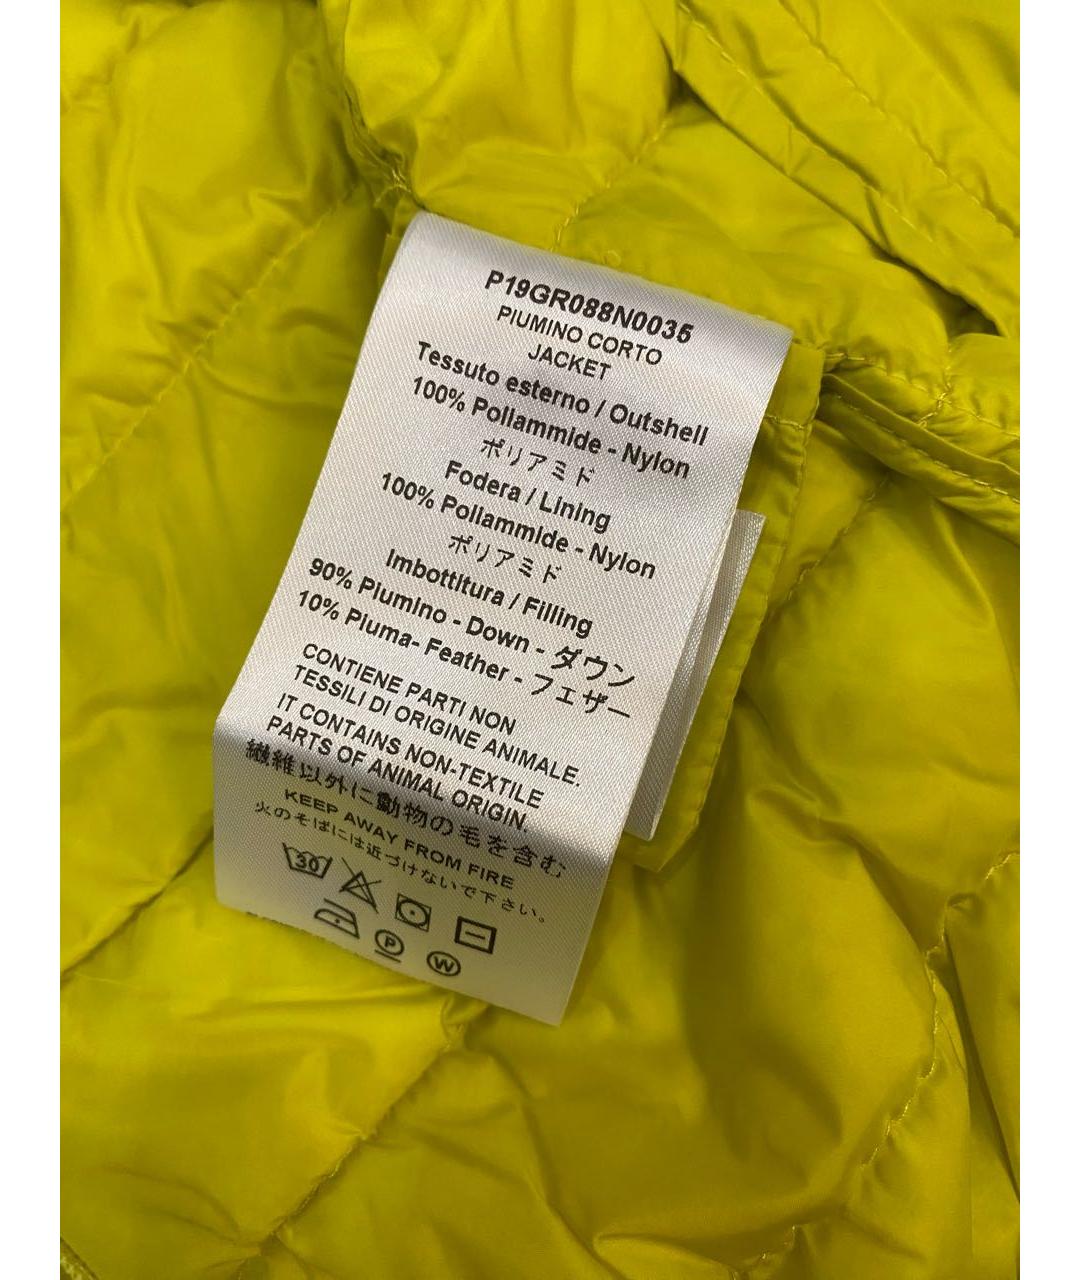 P19GR088N0035
PIUMINO CORTO
JACKET
Tessuto esterno / Outshell
100% Poliammide - Nylon
ポリアミド
Fodera / Lining
100% Poliammide - Nylon
ポリアミド
Imbottitura / Filling
90% Piumino - Down - ダウン
10% Piuma- Feather - フェザー
CONTIENE PARTI NON
TESSILI DI ORIGINE ANIMALE.
IT CONTAINS NON-TEXTILE
PARTS OF ANIMAL ORIGIN.
繊維以外に動物の毛を含む
KEEP AWAY FROM FIRE
火のそばには近づけないで下さい。
30
P
W